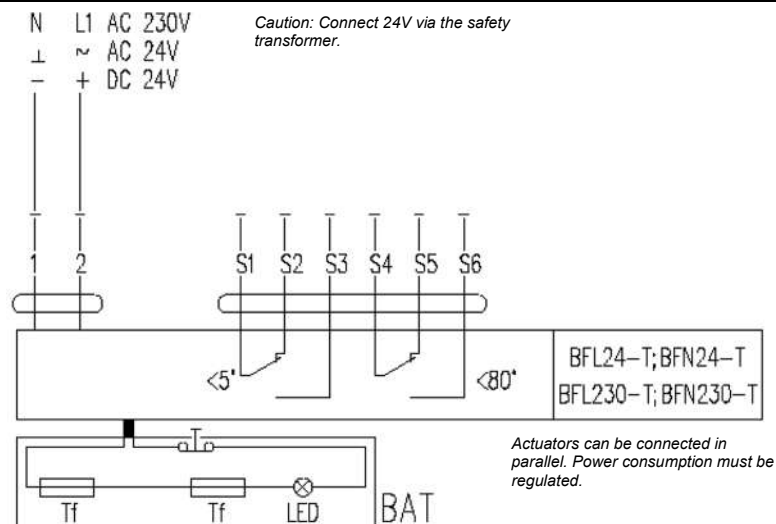 N L1 AC 230V
⊥ ~ AC 24V
− + DC 24V
Caution: Connect 24V via the safety
transformer.
1 2 S1 S2 S3 S4 S5 S6
<5° <80°
BFL24-T; BFN24-T
BFL230-T; BFN230-T
T
Tf Tf LED BAT
Actuators can be connected in
parallel. Power consumption must be
regulated.